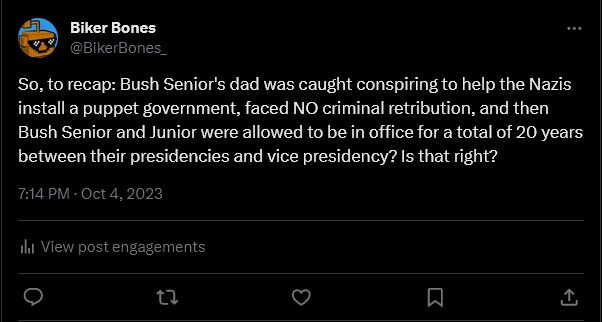 Biker Bones
@BikerBones_
So, to recap: Bush Senior's dad was caught conspiring to help the Nazis
install a puppet government, faced NO criminal retribution, and then
Bush Senior and Junior were allowed to be in office for a total of 20 years
between their presidencies and vice presidency? Is that right?
7:14 PM · Oct 4, 2023
View post engagements